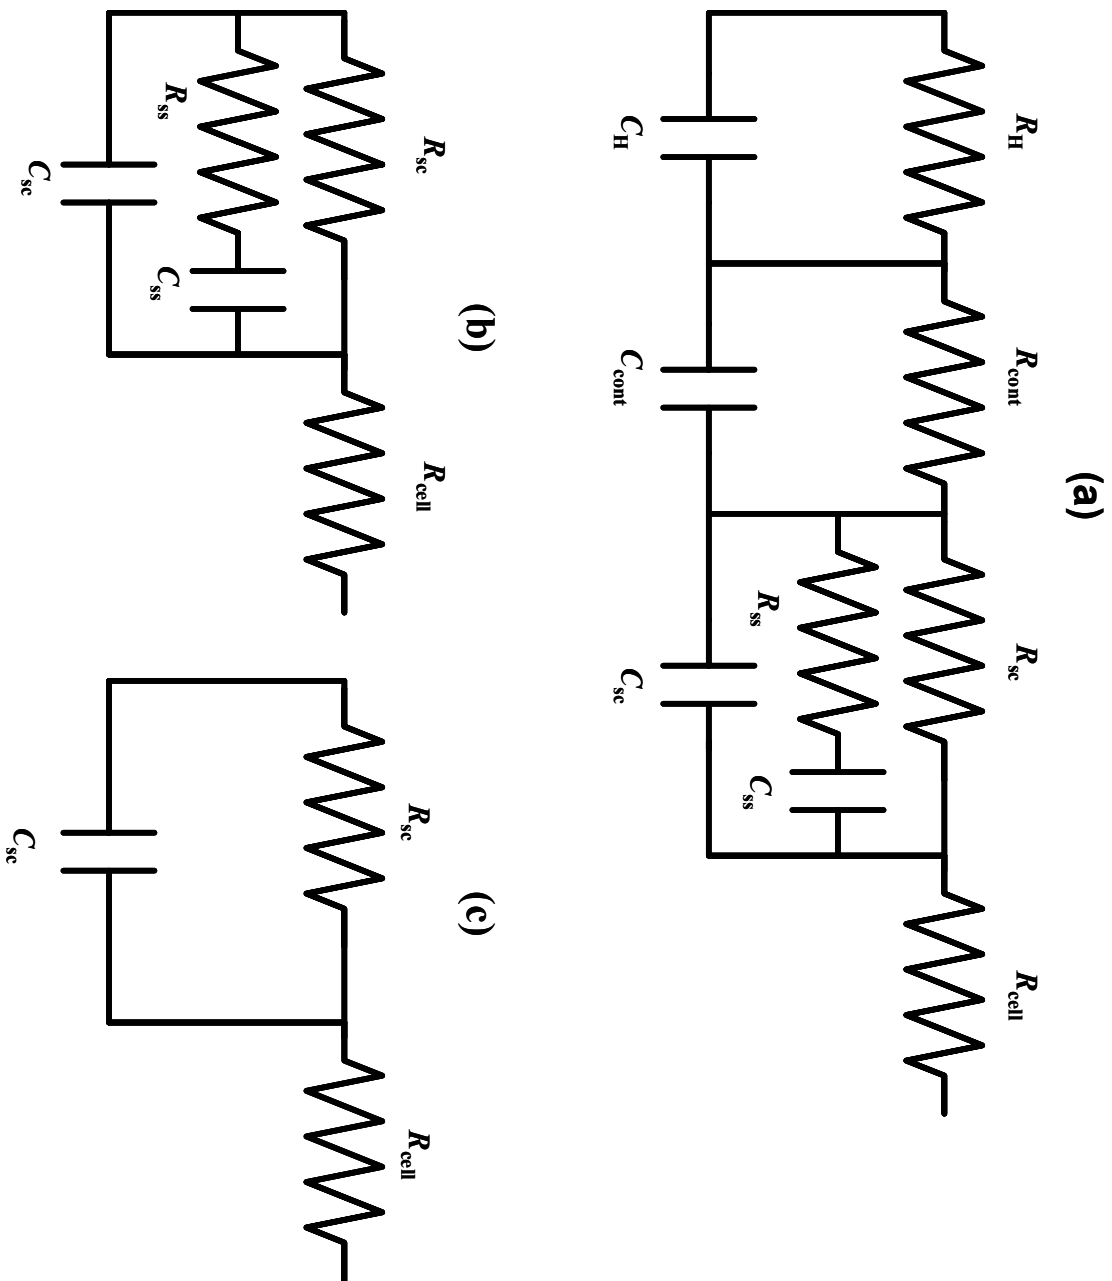 (a)
R_H R_cont R_sc R_cell
R_ss C_ss
C_H C_cont C_sc
(b) (c)
R_sc R_cell R_sc R_cell
R_ss C_ss
C_sc C_sc